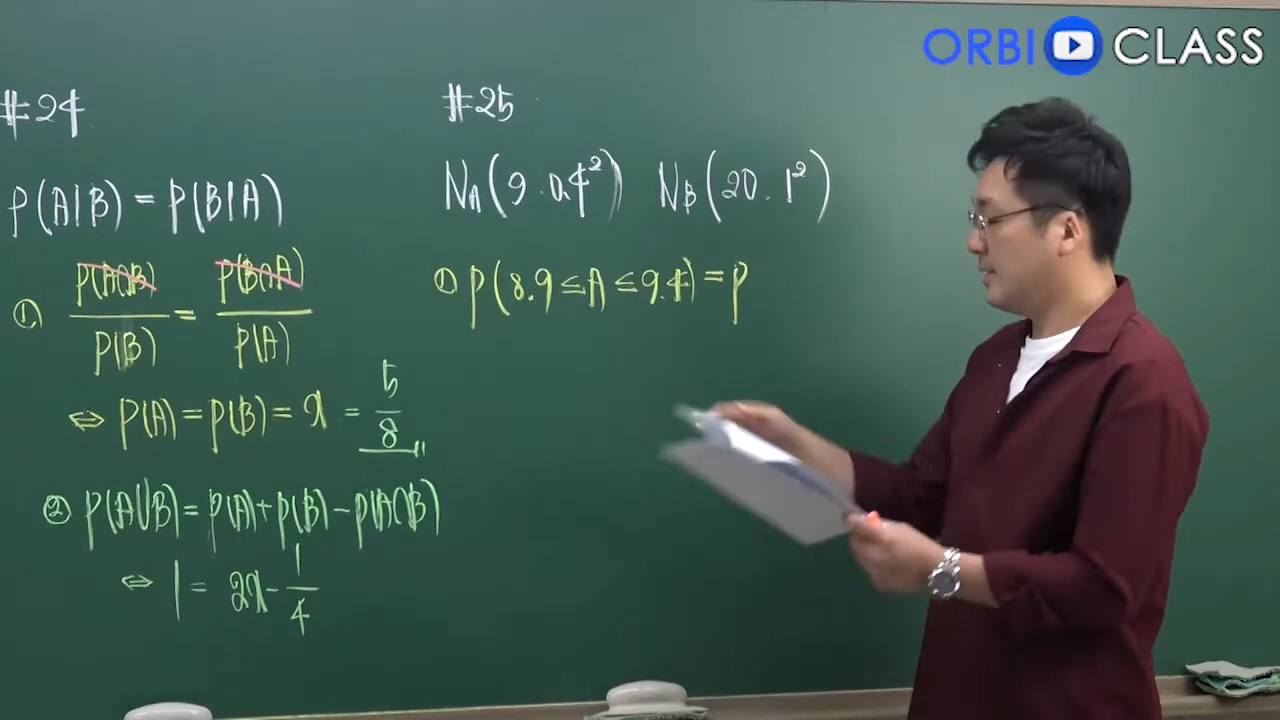 ORBI CLASS
#24
P(A|B) = P(B|A)
① P(A∩B)/P(B) = P(B∩A)/P(A)
⇔ P(A) = P(B) = x = 5/8
② P(A∪B) = P(A) + P(B) - P(A∩B)
⇔ 1 = 2x - 1/4
#25
N_A(9. 0.4²) N_B(20. 1²)
① P(8.9 ≤ A ≤ 9.4) = P